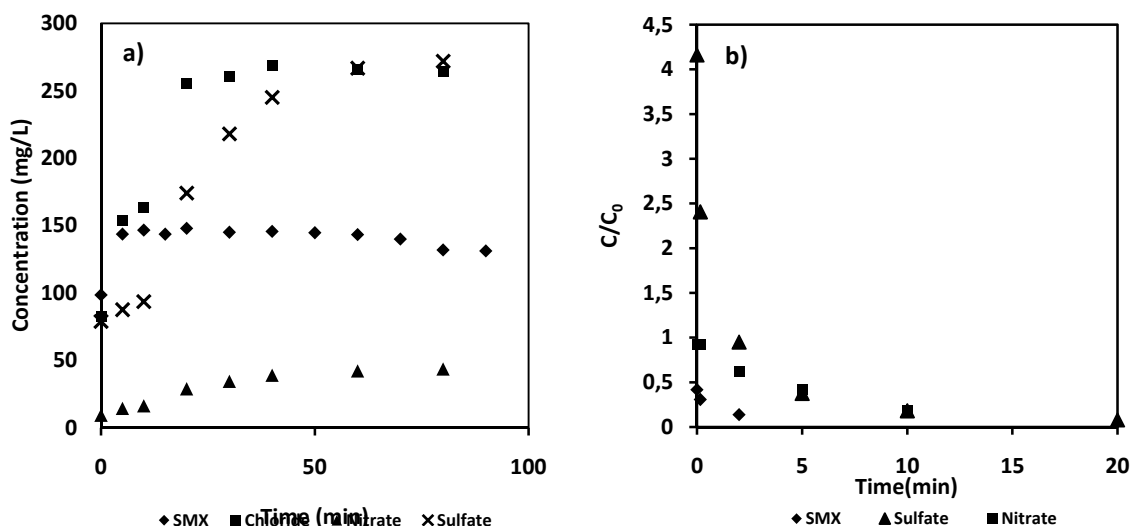 a)
Concentration (mg/L)
300
250
200
150
100
50
0
0 50 100
Time (min)
SMX Chloride Nitrate Sulfate
b)
C/C0
4,5
4
3,5
3
2,5
2
1,5
1
0,5
0
0 5 10 15 20
Time(min)
SMX Sulfate Nitrate